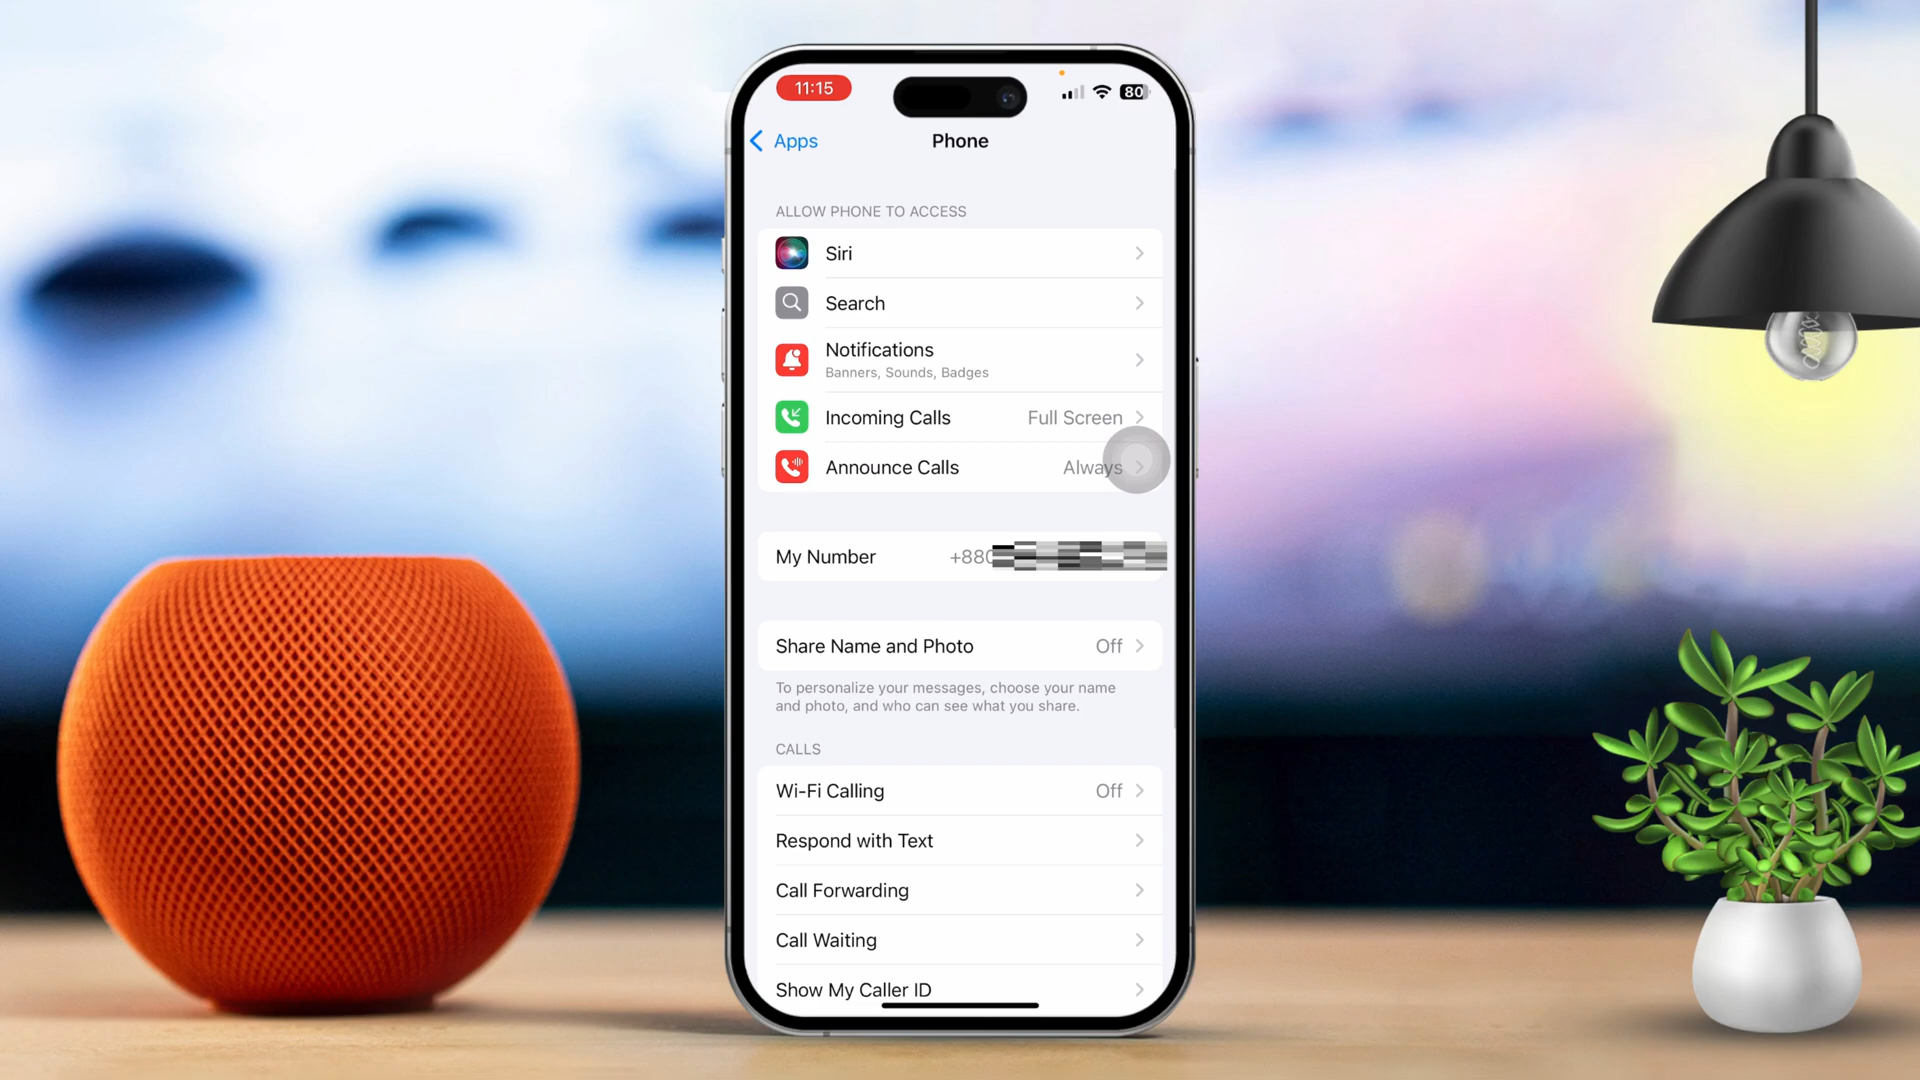 11:15
80
Apps
Phone
ALLOW PHONE TO ACCESS
Siri
Search
Notifications
Banners, Sounds, Badges
Incoming Calls
Full Screen
Announce Calls
Always
My Number
+880
Share Name and Photo
Off
To personalize your messages, choose your name
and photo, and who can see what you share.
CALLS
Wi-Fi Calling
Off
Respond with Text
Call Forwarding
Call Waiting
Show My Caller ID